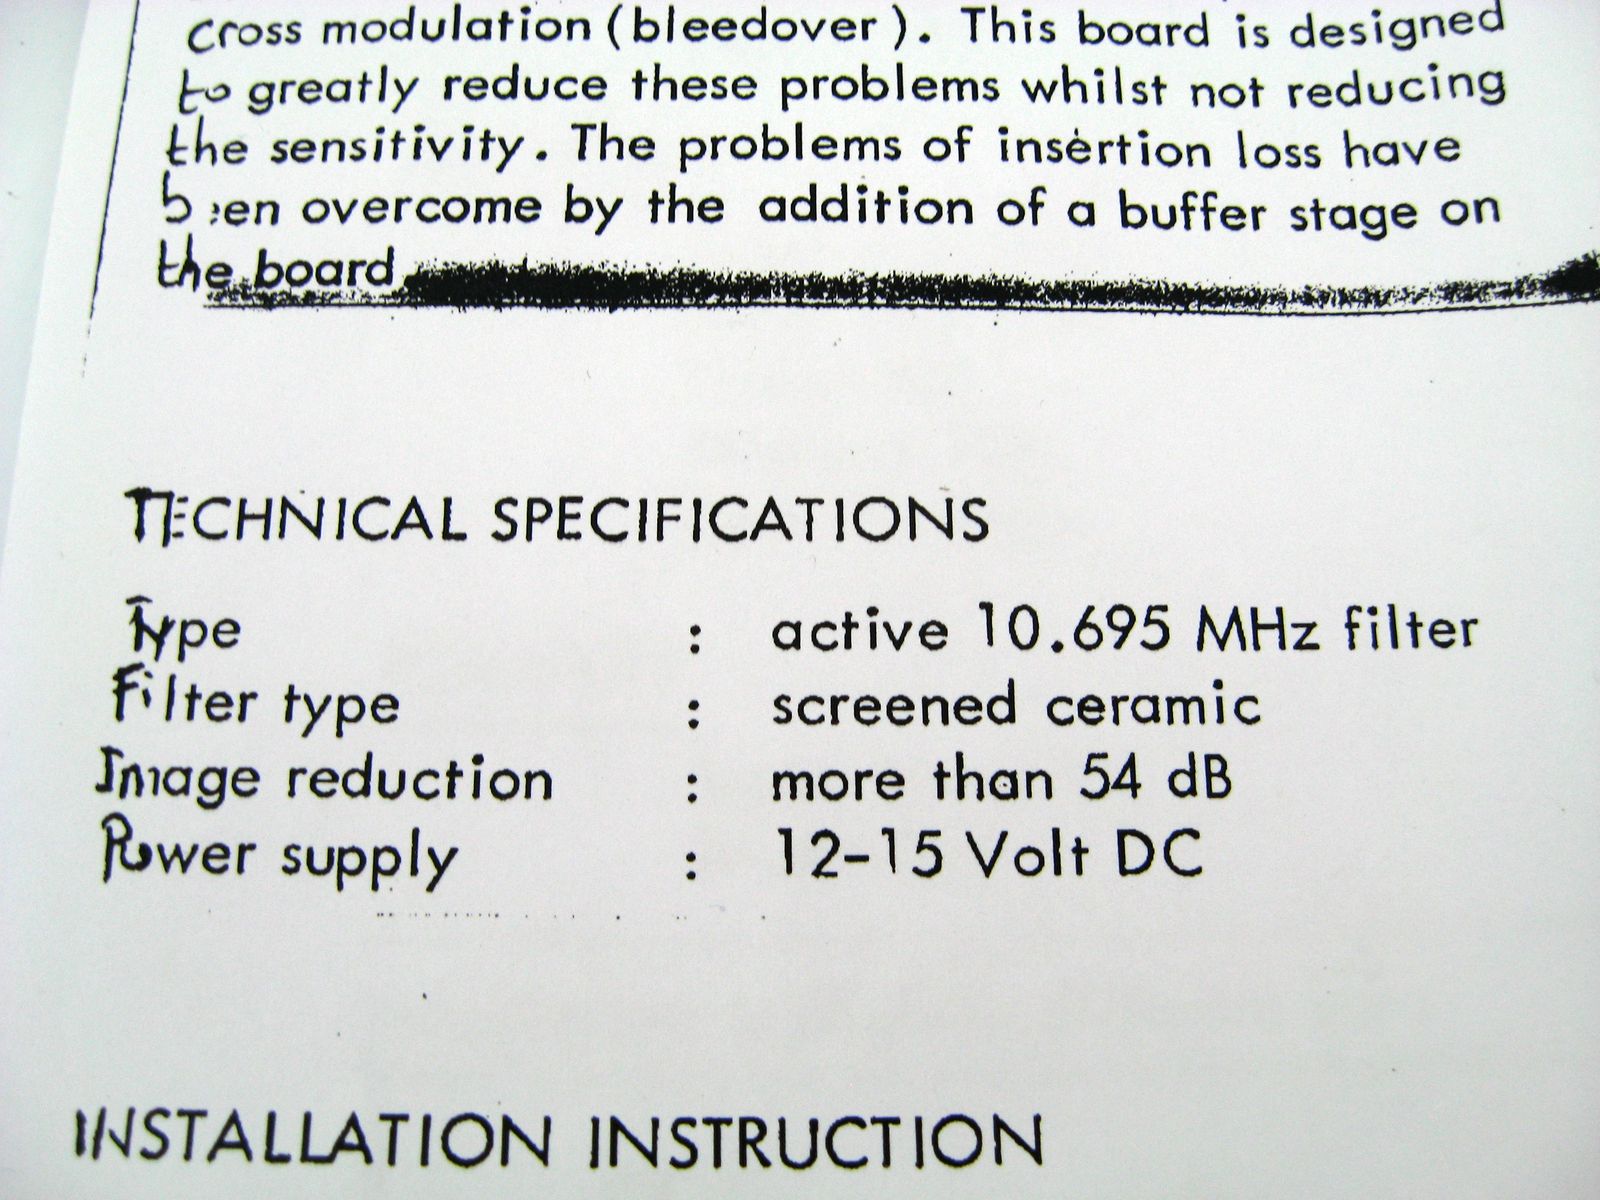 cross modulation (bleedover). This board is designed
to greatly reduce these problems whilst not reducing
the sensitivity. The problems of insertion loss have
been overcome by the addition of a buffer stage on
the board
TECHNICAL SPECIFICATIONS
Type : active 10.695 MHz filter
Filter type : screened ceramic
Image reduction : more than 54 dB
Power supply : 12-15 Volt DC
INSTALLATION INSTRUCTION